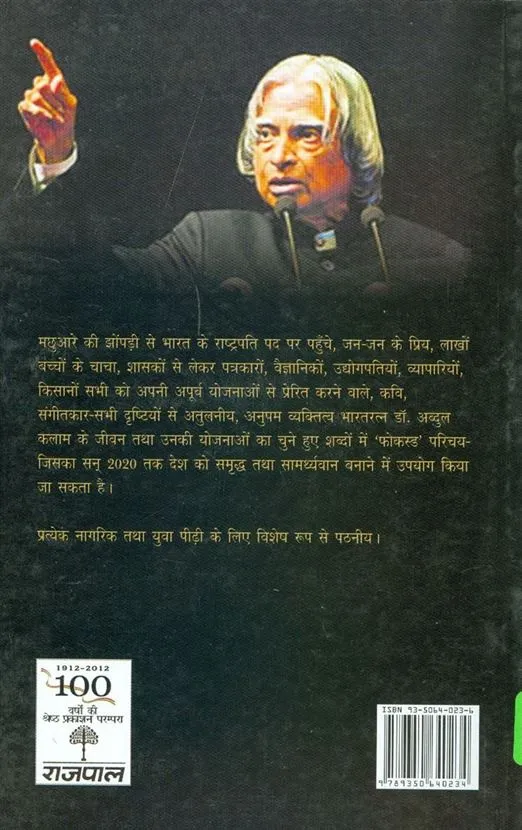 मछुआरे की झोंपड़ी से भारत के राष्ट्रपति पद पर पहुँचे, जन-जन के प्रिय, लाखों
बच्चों के चाचा, शासकों से लेकर पत्रकारों, वैज्ञानिकों, उद्योगपतियों, व्यापारियों,
किसानों सभी को अपनी अपूर्व योजनाओं से प्रेरित करने वाले, कवि,
संगीतकार-सभी दृष्टियों से अतुलनीय, अनुपम व्यक्तित्व भारतरत्न डॉ. अब्दुल
कलाम के जीवन तथा उनकी योजनाओं का चुने हुए शब्दों में 'फोकस्ड' परिचय-
जिसका सन् 2020 तक देश को समृद्ध तथा सामर्थ्यवान बनाने में उपयोग किया
जा सकता है।
प्रत्येक नागरिक तथा युवा पीढ़ी के लिए विशेष रूप से पठनीय।
1912-2012
100
वर्षों की
श्रेष्ठ प्रकाशन परम्परा
राजपाल
ISBN 93-5064-023-6
9 789350 640234